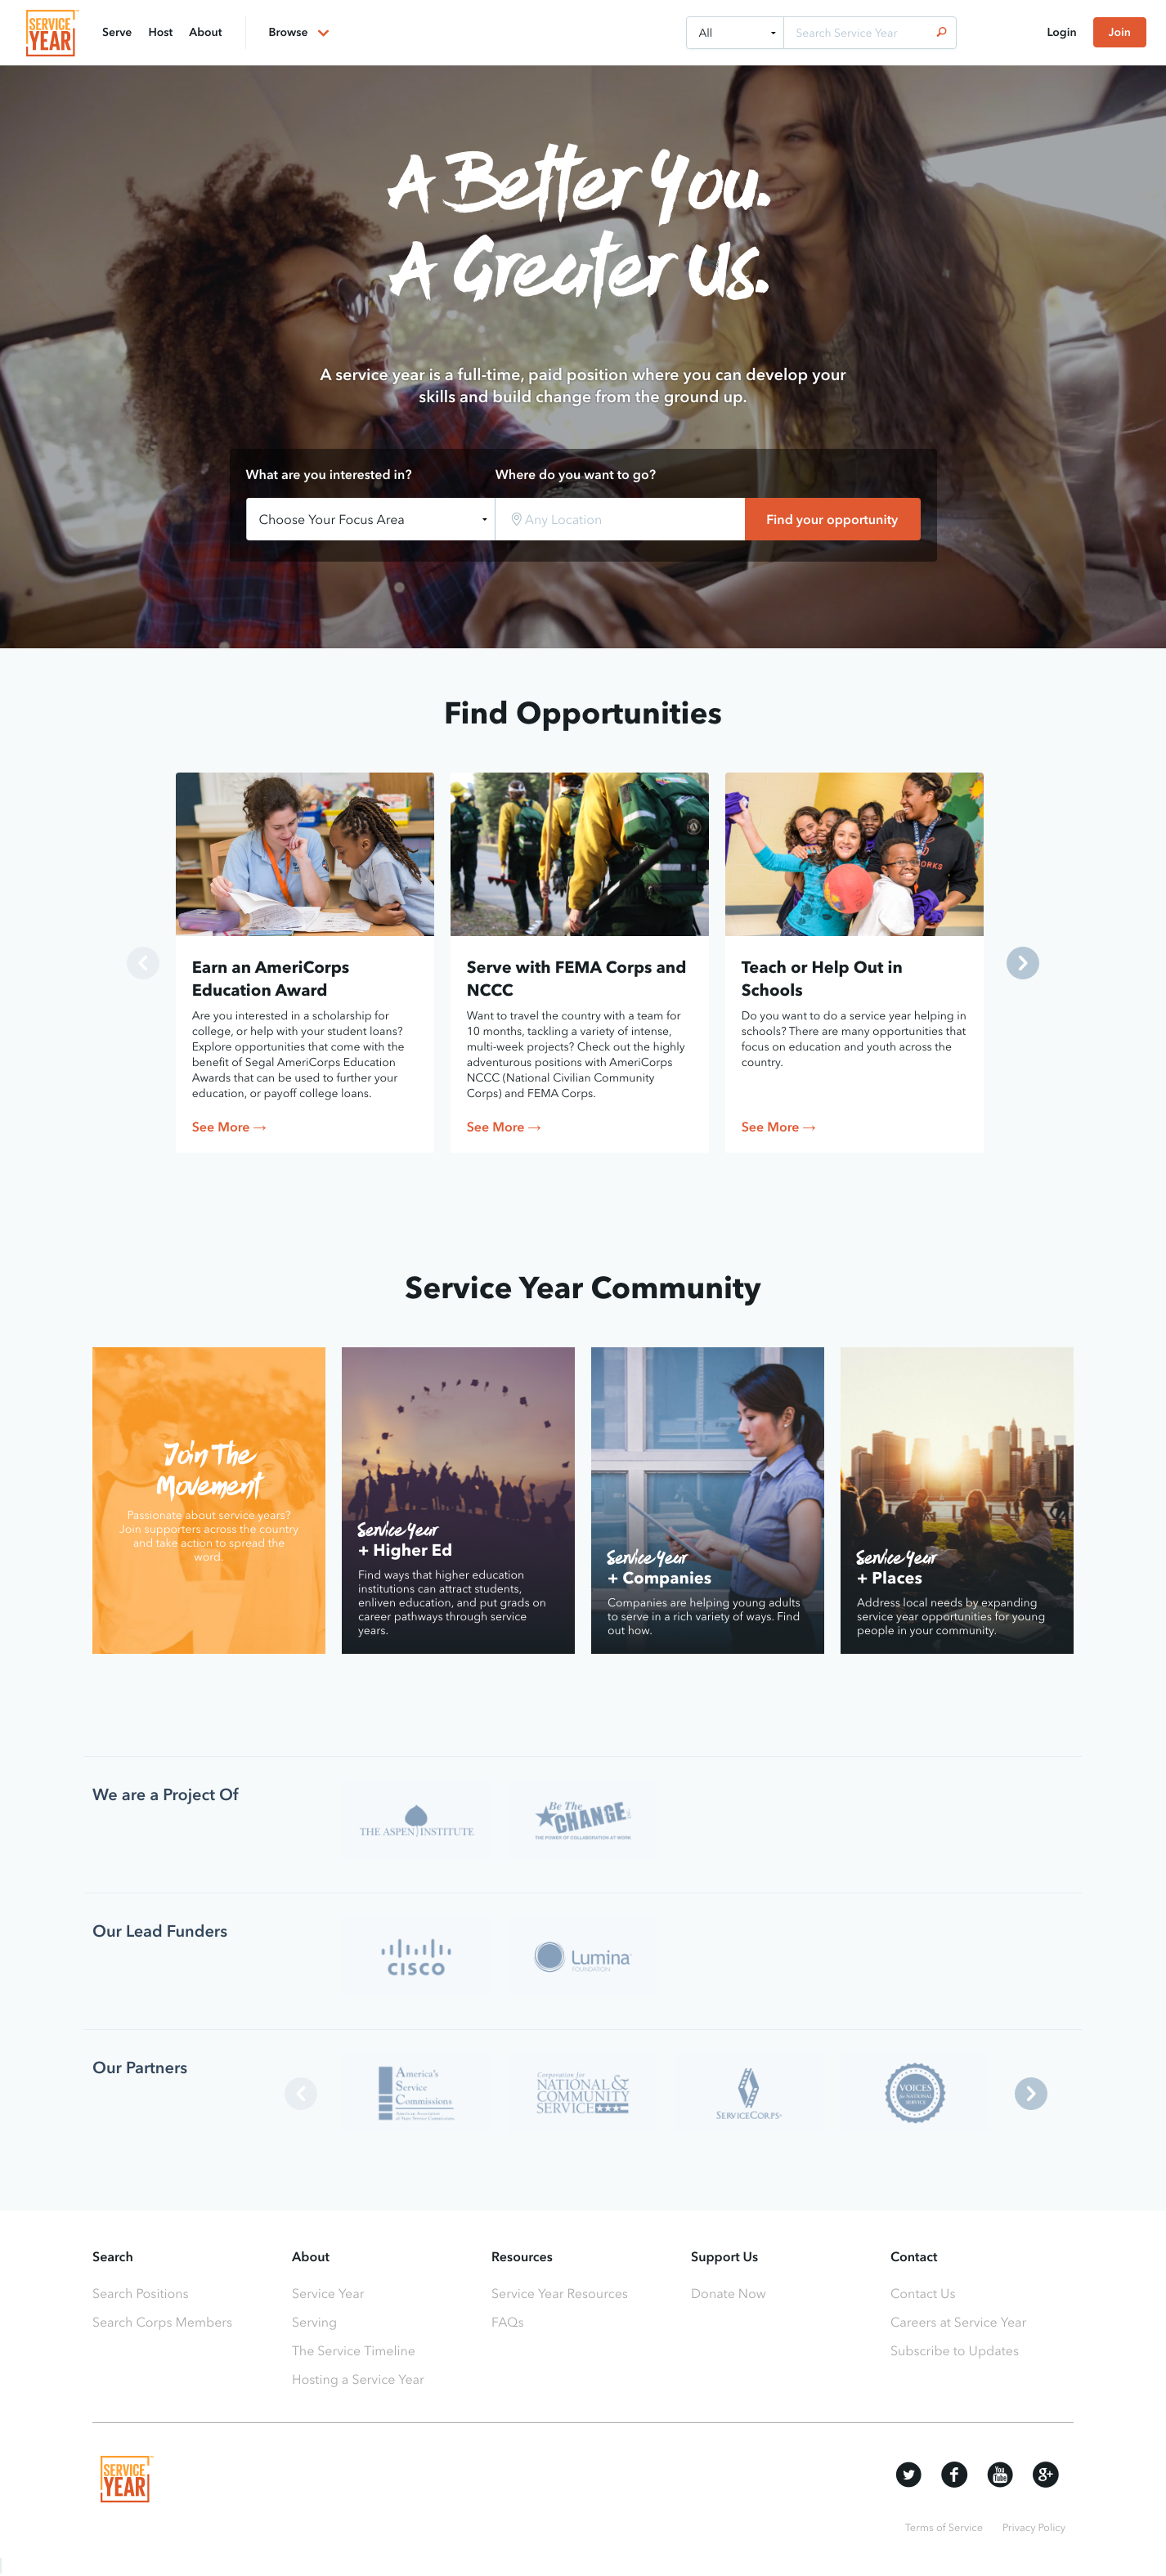 SERVICE
YEAR
Serve
Host
About
Browse
All
Search Service Year
Login
Join
A Better You.
A Greater Us.
A service year is a full-time, paid position where you can develop your
skills and build change from the ground up.
What are you interested in?
Where do you want to go?
Choose Your Focus Area
Any Location
Find your opportunity
Find Opportunities
Earn an AmeriCorps
Education Award
Are you interested in a scholarship for
college, or help with your student loans?
Explore opportunities that come with the
benefit of Segal AmeriCorps Education
Awards that can be used to further your
education, or payoff college loans.
See More →
Serve with FEMA Corps and
NCCC
Want to travel the country with a team for
10 months, tackling a variety of intense,
multi-week projects? Check out the highly
adventurous positions with AmeriCorps
NCCC (National Civilian Community
Corps) and FEMA Corps.
See More →
Teach or Help Out in
Schools
Do you want to do a service year helping in
schools? There are many opportunities that
focus on education and youth across the
country.
See More →
Service Year Community
Join The
Movement
Passionate about service years?
Join supporters across the country
and take action to spread the
word.
Service Year
+ Higher Ed
Find ways that higher education
institutions can attract students,
enliven education, and put grads on
career pathways through service
years.
Service Year
+ Companies
Companies are helping young adults
to serve in a rich variety of ways. Find
out how.
Service Year
+ Places
Address local needs by expanding
service year opportunities for young
people in your community.
We are a Project Of
THE ASPEN INSTITUTE
Be The
CHANGE
THE POWER OF COLLABORATION AT WORK
Our Lead Funders
CISCO
Lumina
FOUNDATION
Our Partners
America's
Service
Commissions
American Association
of State Service Commissions
Corporation for
NATIONAL &
COMMUNITY
SERVICE
SERVICECORPS
VOICES
for NATIONAL
SERVICE
Search
Search Positions
Search Corps Members
About
Service Year
Serving
The Service Timeline
Hosting a Service Year
Resources
Service Year Resources
FAQs
Support Us
Donate Now
Contact
Contact Us
Careers at Service Year
Subscribe to Updates
SERVICE
YEAR
You
Tube
g+
Terms of Service
Privacy Policy